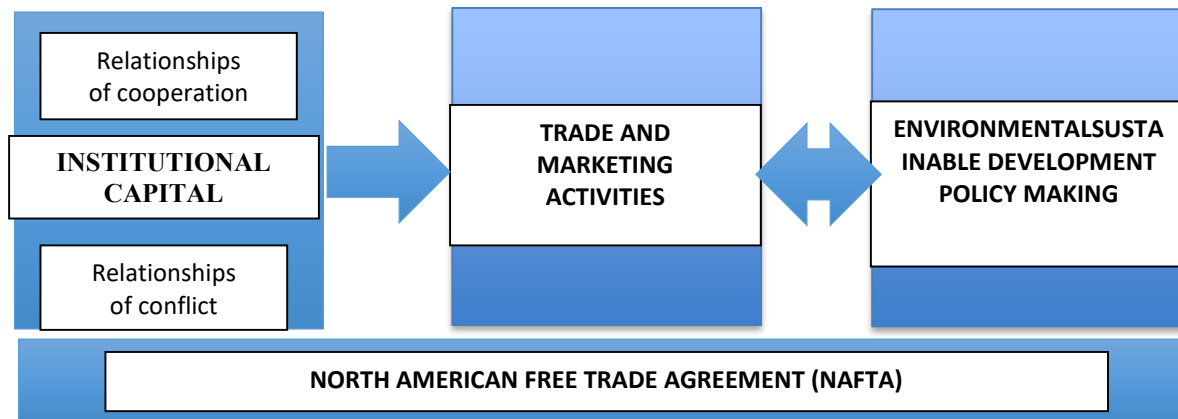 Relationships
of cooperation
INSTITUTIONAL
CAPITAL
Relationships
of conflict
TRADE AND
MARKETING
ACTIVITIES
ENVIRONMENTALSUSTA
INABLE DEVELOPMENT
POLICY MAKING
NORTH AMERICAN FREE TRADE AGREEMENT (NAFTA)